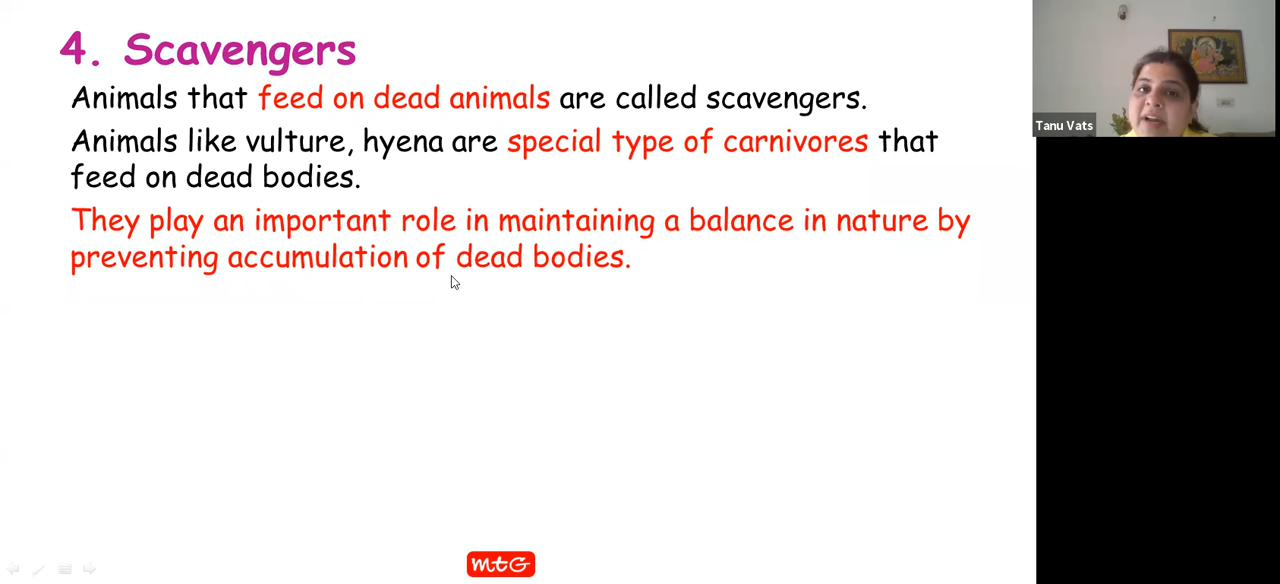 4. Scavengers
Animals that feed on dead animals are called scavengers.
Animals like vulture, hyena are special type of carnivores that
feed on dead bodies.
They play an important role in maintaining a balance in nature by
preventing accumulation of dead bodies.
Tanu Vats
mtG